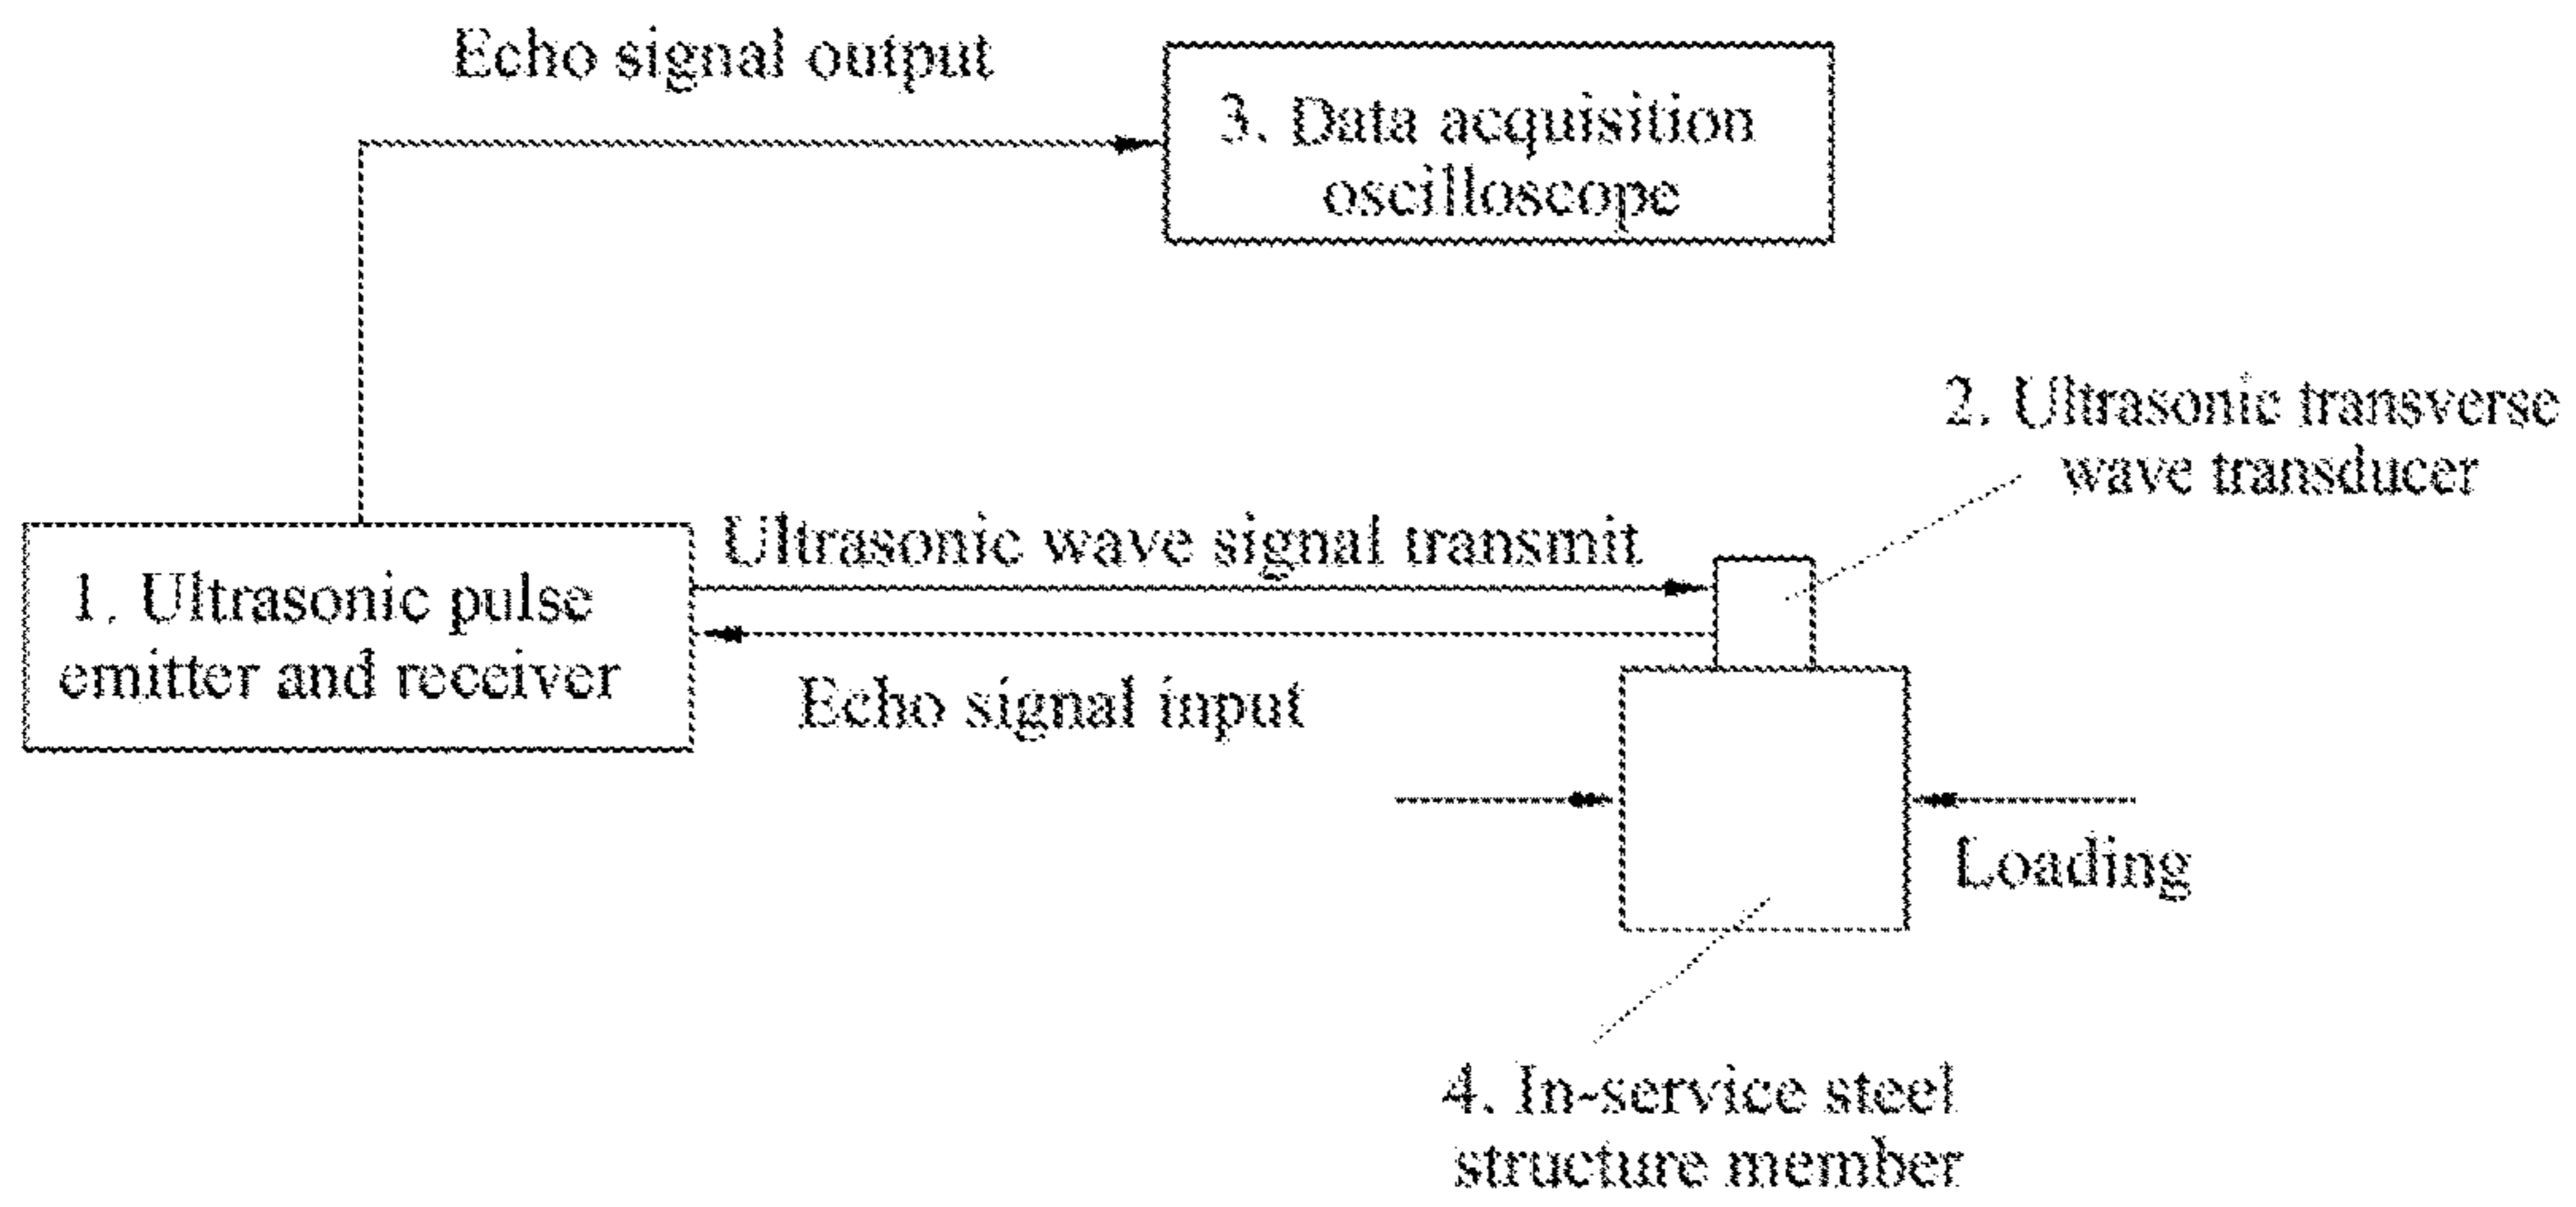 Echo signal output
3. Data acquisition
oscilloscope
2. Ultrasonic transverse
wave transducer
Ultrasonic wave signal transmit
1. Ultrasonic pulse
emitter and receiver
Echo signal input
Loading
4. In-service steel
structure member